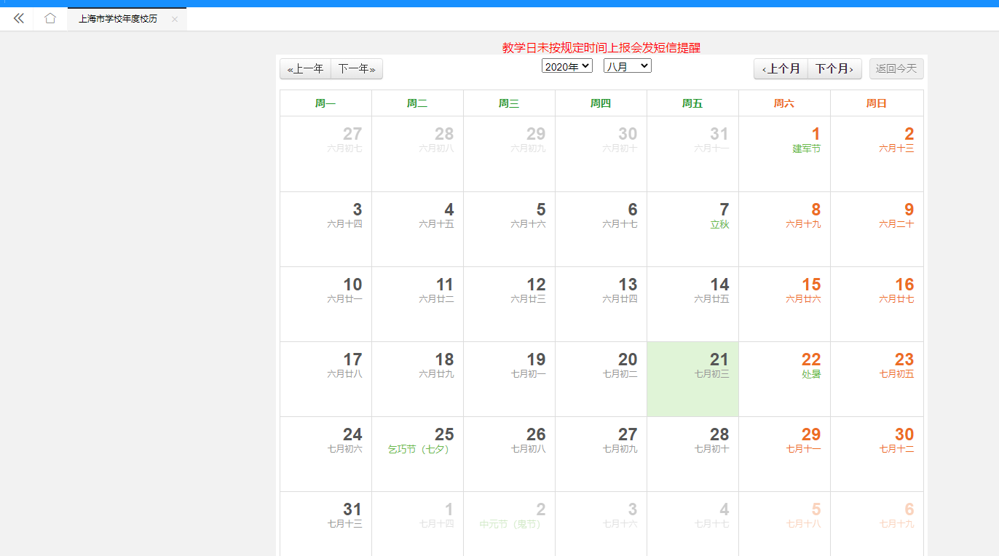 上海市学校年度校历 ×
教学日未按规定时间上报会发短信提醒
«上一年 下一年» 2020年 八月 ‹上个月 下个月› 返回今天
周一 周二 周三 周四 周五 周六 周日
27 28 29 30 31 1 2
六月初七 六月初八 六月初九 六月初十 六月十一 建军节 六月十三
3 4 5 6 7 8 9
六月十四 六月十五 六月十六 六月十七 立秋 六月十九 六月二十
10 11 12 13 14 15 16
六月廿一 六月廿二 六月廿三 六月廿四 六月廿五 六月廿六 六月廿七
17 18 19 20 21 22 23
六月廿八 六月廿九 七月初一 七月初二 七月初三 处暑 七月初五
24 25 26 27 28 29 30
七月初六 乞巧节（七夕） 七月初八 七月初九 七月初十 七月十一 七月十二
31 1 2 3 4 5 6
七月十三 七月十四 中元节（鬼节） 七月十六 七月十七 七月十八 七月十九